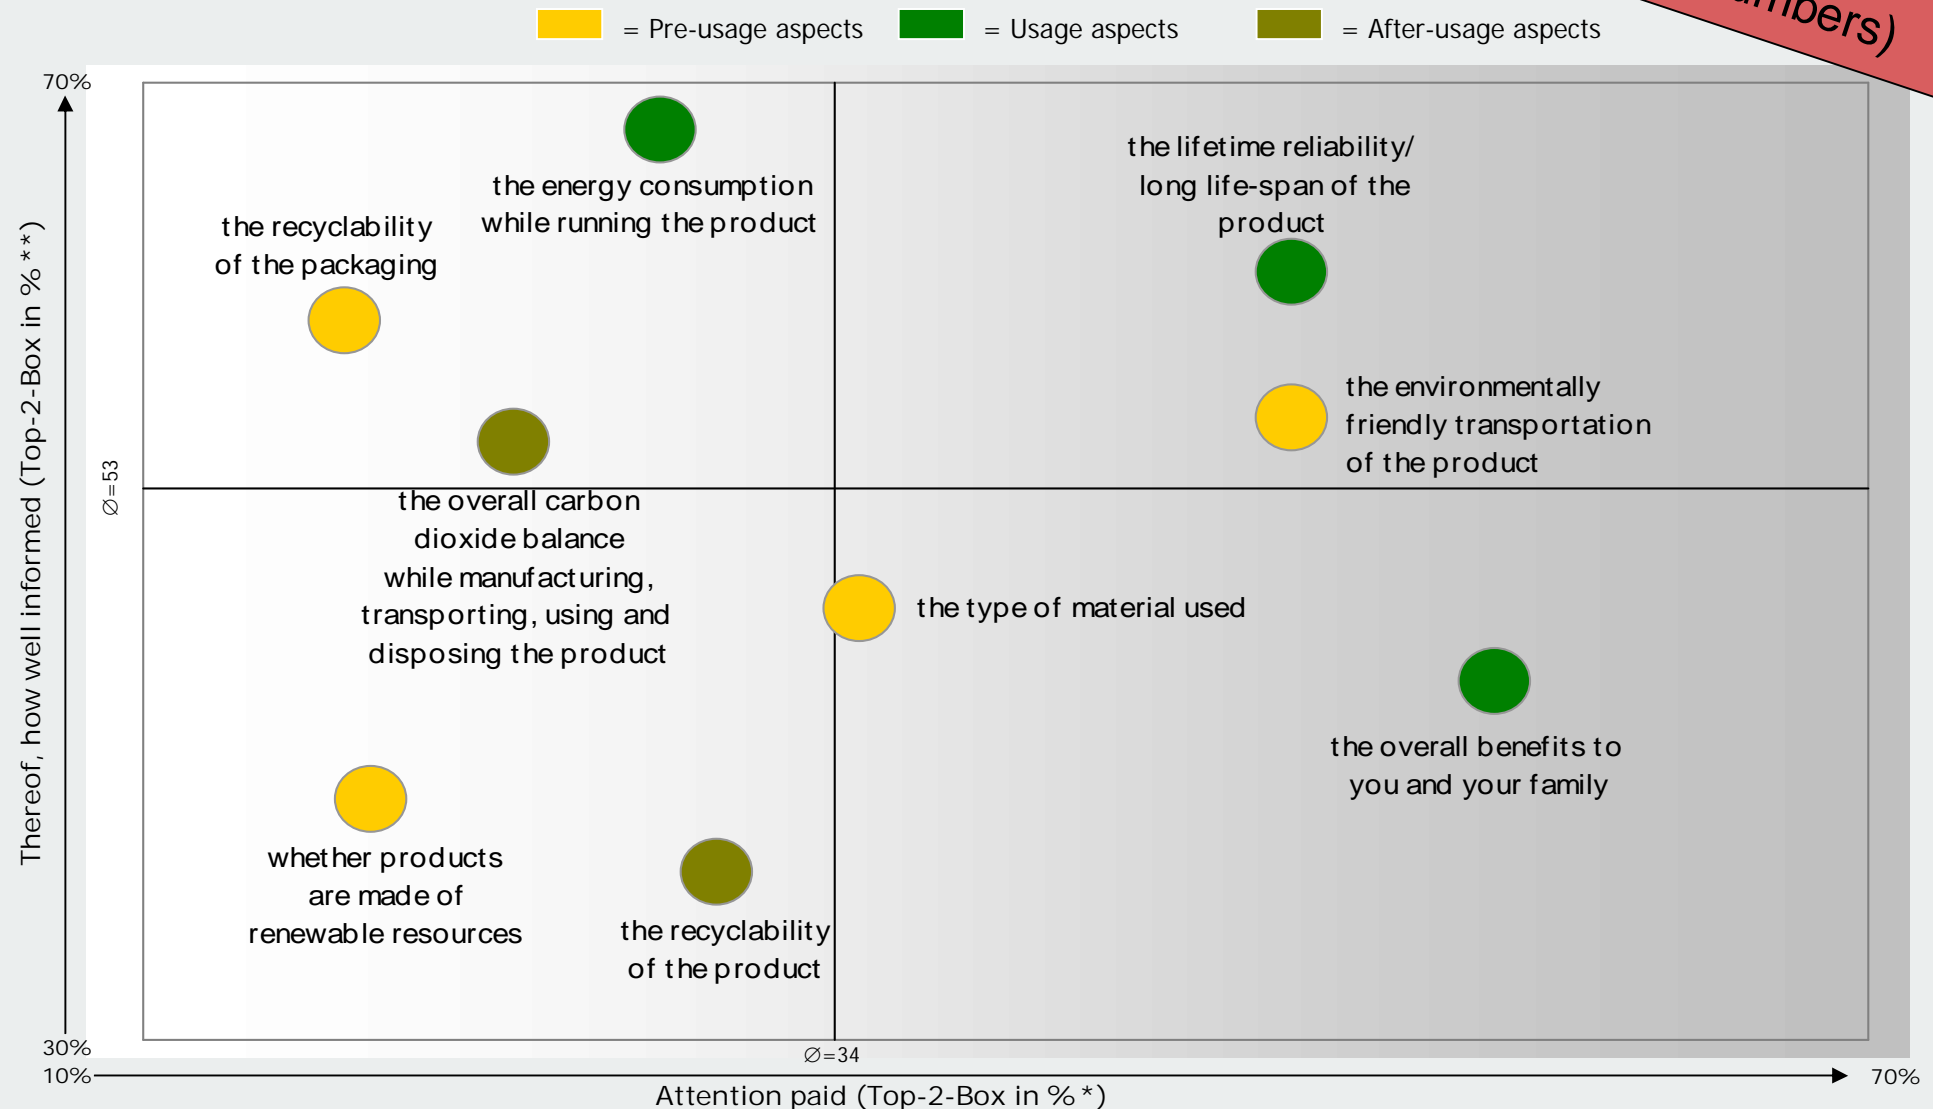 = Pre-usage aspects
= Usage aspects
= After-usage aspects
70%
the lifetime reliability/
long life-span of the
product
the energy consumption
while running the product
the recyclability
of the packaging
the environmentally
friendly transportation
of the product
Thereof, how well informed (Top-2-Box in %**)
Ø=53
the overall carbon
dioxide balance
while manufacturing,
transporting, using and
disposing the product
the type of material used
the overall benefits to
you and your family
whether products
are made of
renewable resources
the recyclability
of the product
30%
Ø=34
10%
70%
Attention paid (Top-2-Box in %*)